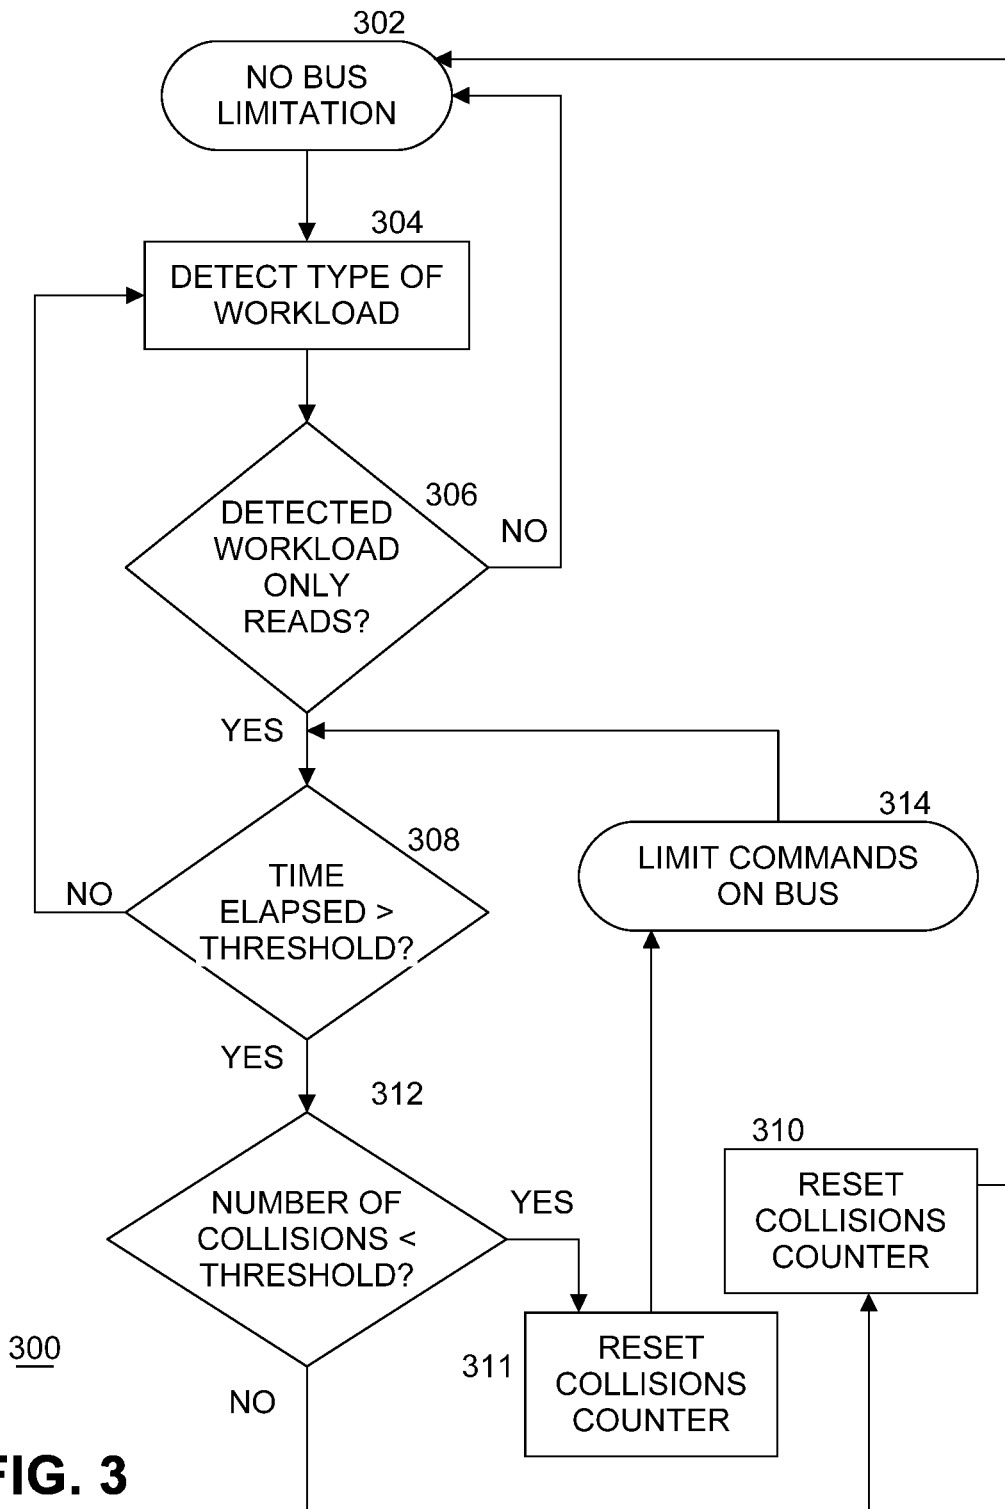 302
NO BUS
LIMITATION
304
DETECT TYPE OF
WORKLOAD
306
DETECTED
WORKLOAD
ONLY
READS?
NO
YES
308
TIME
ELAPSED >
THRESHOLD?
NO
YES
314
LIMIT COMMANDS
ON BUS
312
NUMBER OF
COLLISIONS <
THRESHOLD?
YES
NO
310
RESET
COLLISIONS
COUNTER
311
RESET
COLLISIONS
COUNTER
300
FIG. 3